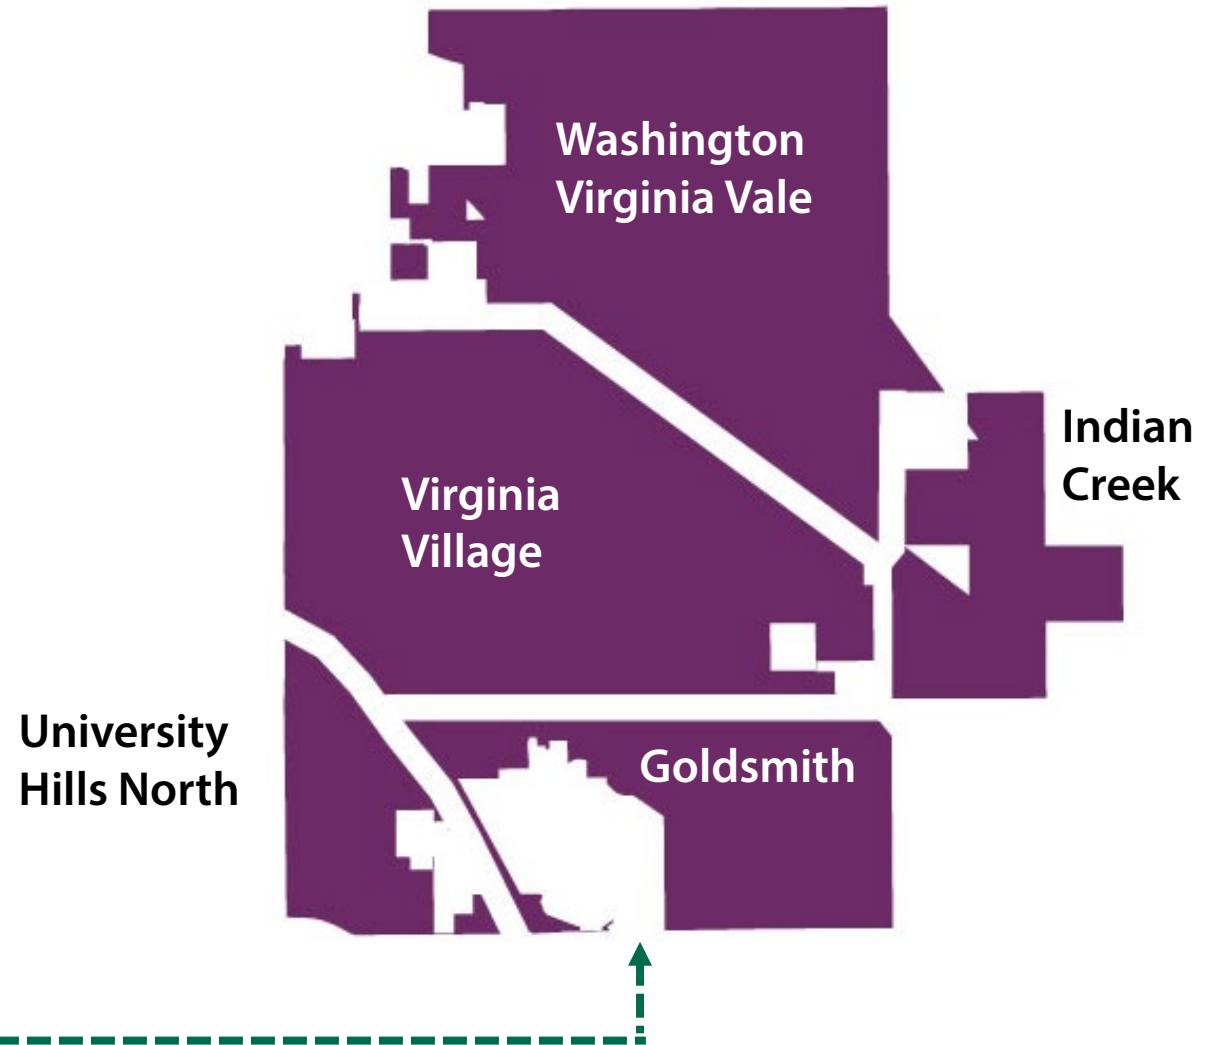 Washington
Virginia Vale
Indian
Creek
Virginia
Village
University
Hills North
Goldsmith